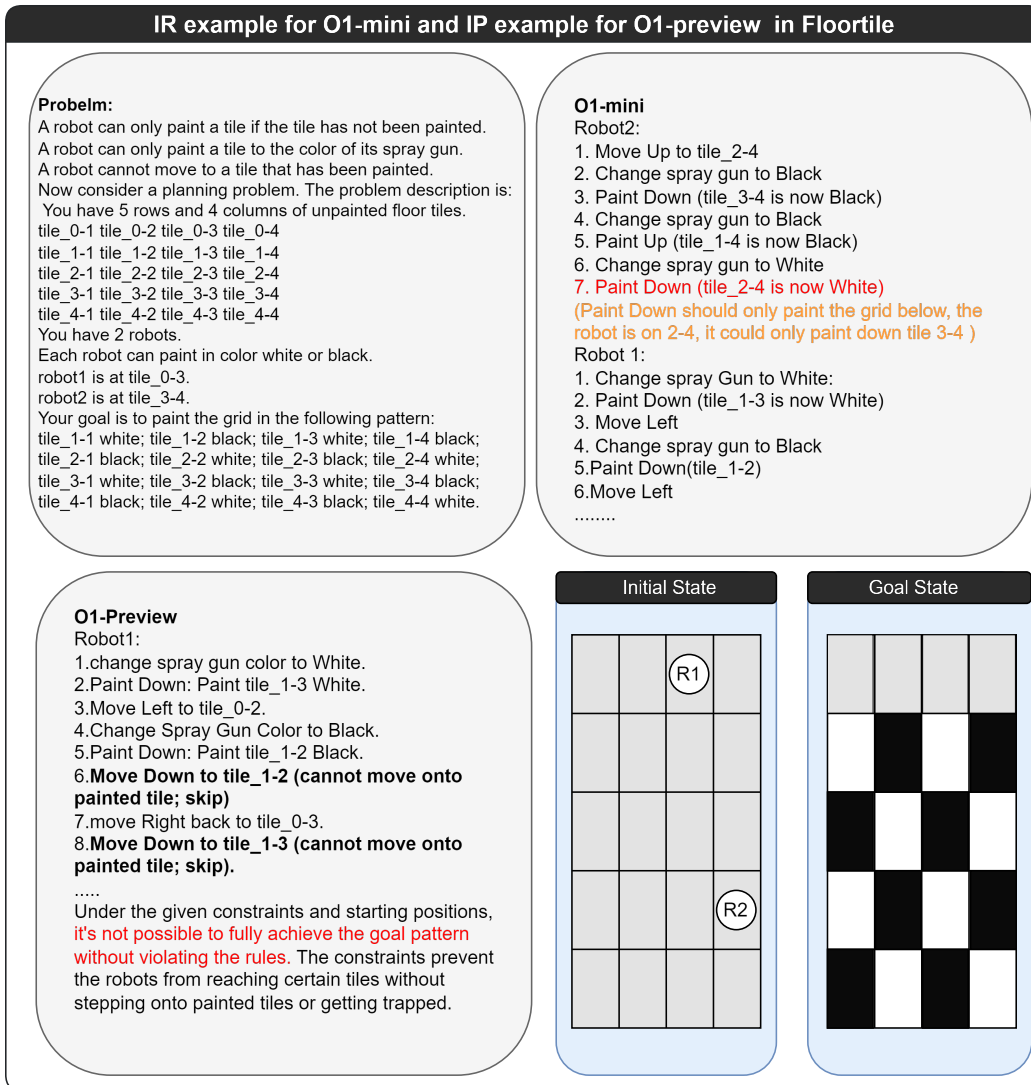 IR example for O1-mini and IP example for O1-preview  in Floortile
Probelm:
A robot can only paint a tile if the tile has not been painted.
A robot can only paint a tile to the color of its spray gun.
A robot cannot move to a tile that has been painted.
Now consider a planning problem. The problem description is:
You have 5 rows and 4 columns of unpainted floor tiles.
tile_0-1 tile_0-2 tile_0-3 tile_0-4
tile_1-1 tile_1-2 tile_1-3 tile_1-4
tile_2-1 tile_2-2 tile_2-3 tile_2-4
tile_3-1 tile_3-2 tile_3-3 tile_3-4
tile_4-1 tile_4-2 tile_4-3 tile_4-4
You have 2 robots.
Each robot can paint in color white or black.
robot1 is at tile_0-3.
robot2 is at tile_3-4.
Your goal is to paint the grid in the following pattern:
tile_1-1 white; tile_1-2 black; tile_1-3 white; tile_1-4 black;
tile_2-1 black; tile_2-2 white; tile_2-3 black; tile_2-4 white;
tile_3-1 white; tile_3-2 black; tile_3-3 white; tile_3-4 black;
tile_4-1 black; tile_4-2 white; tile_4-3 black; tile_4-4 white.
O1-mini
Robot2:
1. Move Up to tile_2-4
2. Change spray gun to Black
3. Paint Down (tile_3-4 is now Black)
4. Change spray gun to Black
5. Paint Up (tile_1-4 is now Black)
6. Change spray gun to White
7. Paint Down (tile_2-4 is now White)
(Paint Down should only paint the grid below, the
robot is on 2-4, it could only paint down tile 3-4 )
Robot 1:
1. Change spray Gun to White:
2. Paint Down (tile_1-3 is now White)
3. Move Left
4. Change spray gun to Black
5.Paint Down(tile_1-2)
6.Move Left
........
O1-Preview
Robot1:
1.change spray gun color to White.
2.Paint Down: Paint tile_1-3 White.
3.Move Left to tile_0-2.
4.Change Spray Gun Color to Black.
5.Paint Down: Paint tile_1-2 Black.
6.Move Down to tile_1-2 (cannot move onto
painted tile; skip)
7.move Right back to tile_0-3.
8.Move Down to tile_1-3 (cannot move onto
painted tile; skip).
.....
Under the given constraints and starting positions,
it's not possible to fully achieve the goal pattern
without violating the rules. The constraints prevent
the robots from reaching certain tiles without
stepping onto painted tiles or getting trapped.
Initial State
R1
R2
Goal State